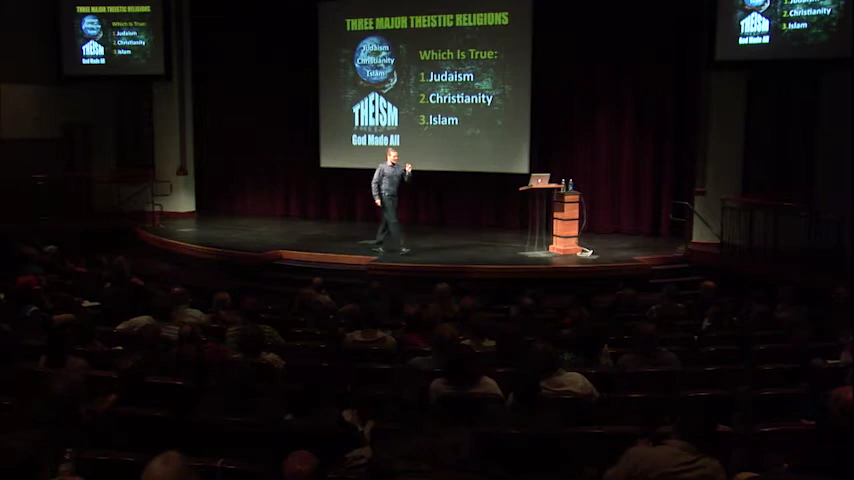 THREE MAJOR THEISTIC RELIGIONS
Which Is True:
1.Judaism
2.Christianity
3.Islam
THEISM
God Made All
THREE MAJOR THEISTIC RELIGIONS
Judaism
Christianity
Islam
THEISM
God Made All
Which Is True:
1.Judaism
2.Christianity
3.Islam
THEISM
God Made All
2.Christianity
3.Islam